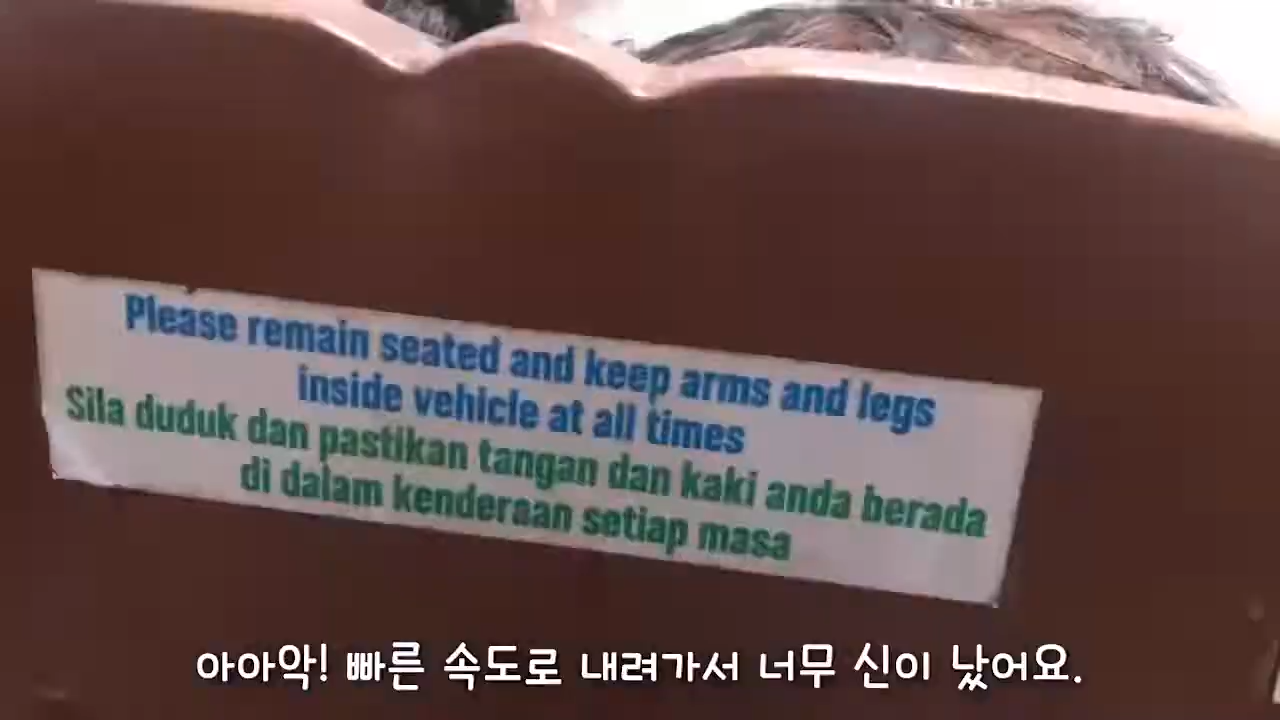 Please remain seated and keep arms and legs
inside vehicle at all times
Sila duduk dan pastikan tangan dan kaki anda berada
di dalam kenderaan setiap masa
아아악! 빠른 속도로 내려가서 너무 신이 났어요.